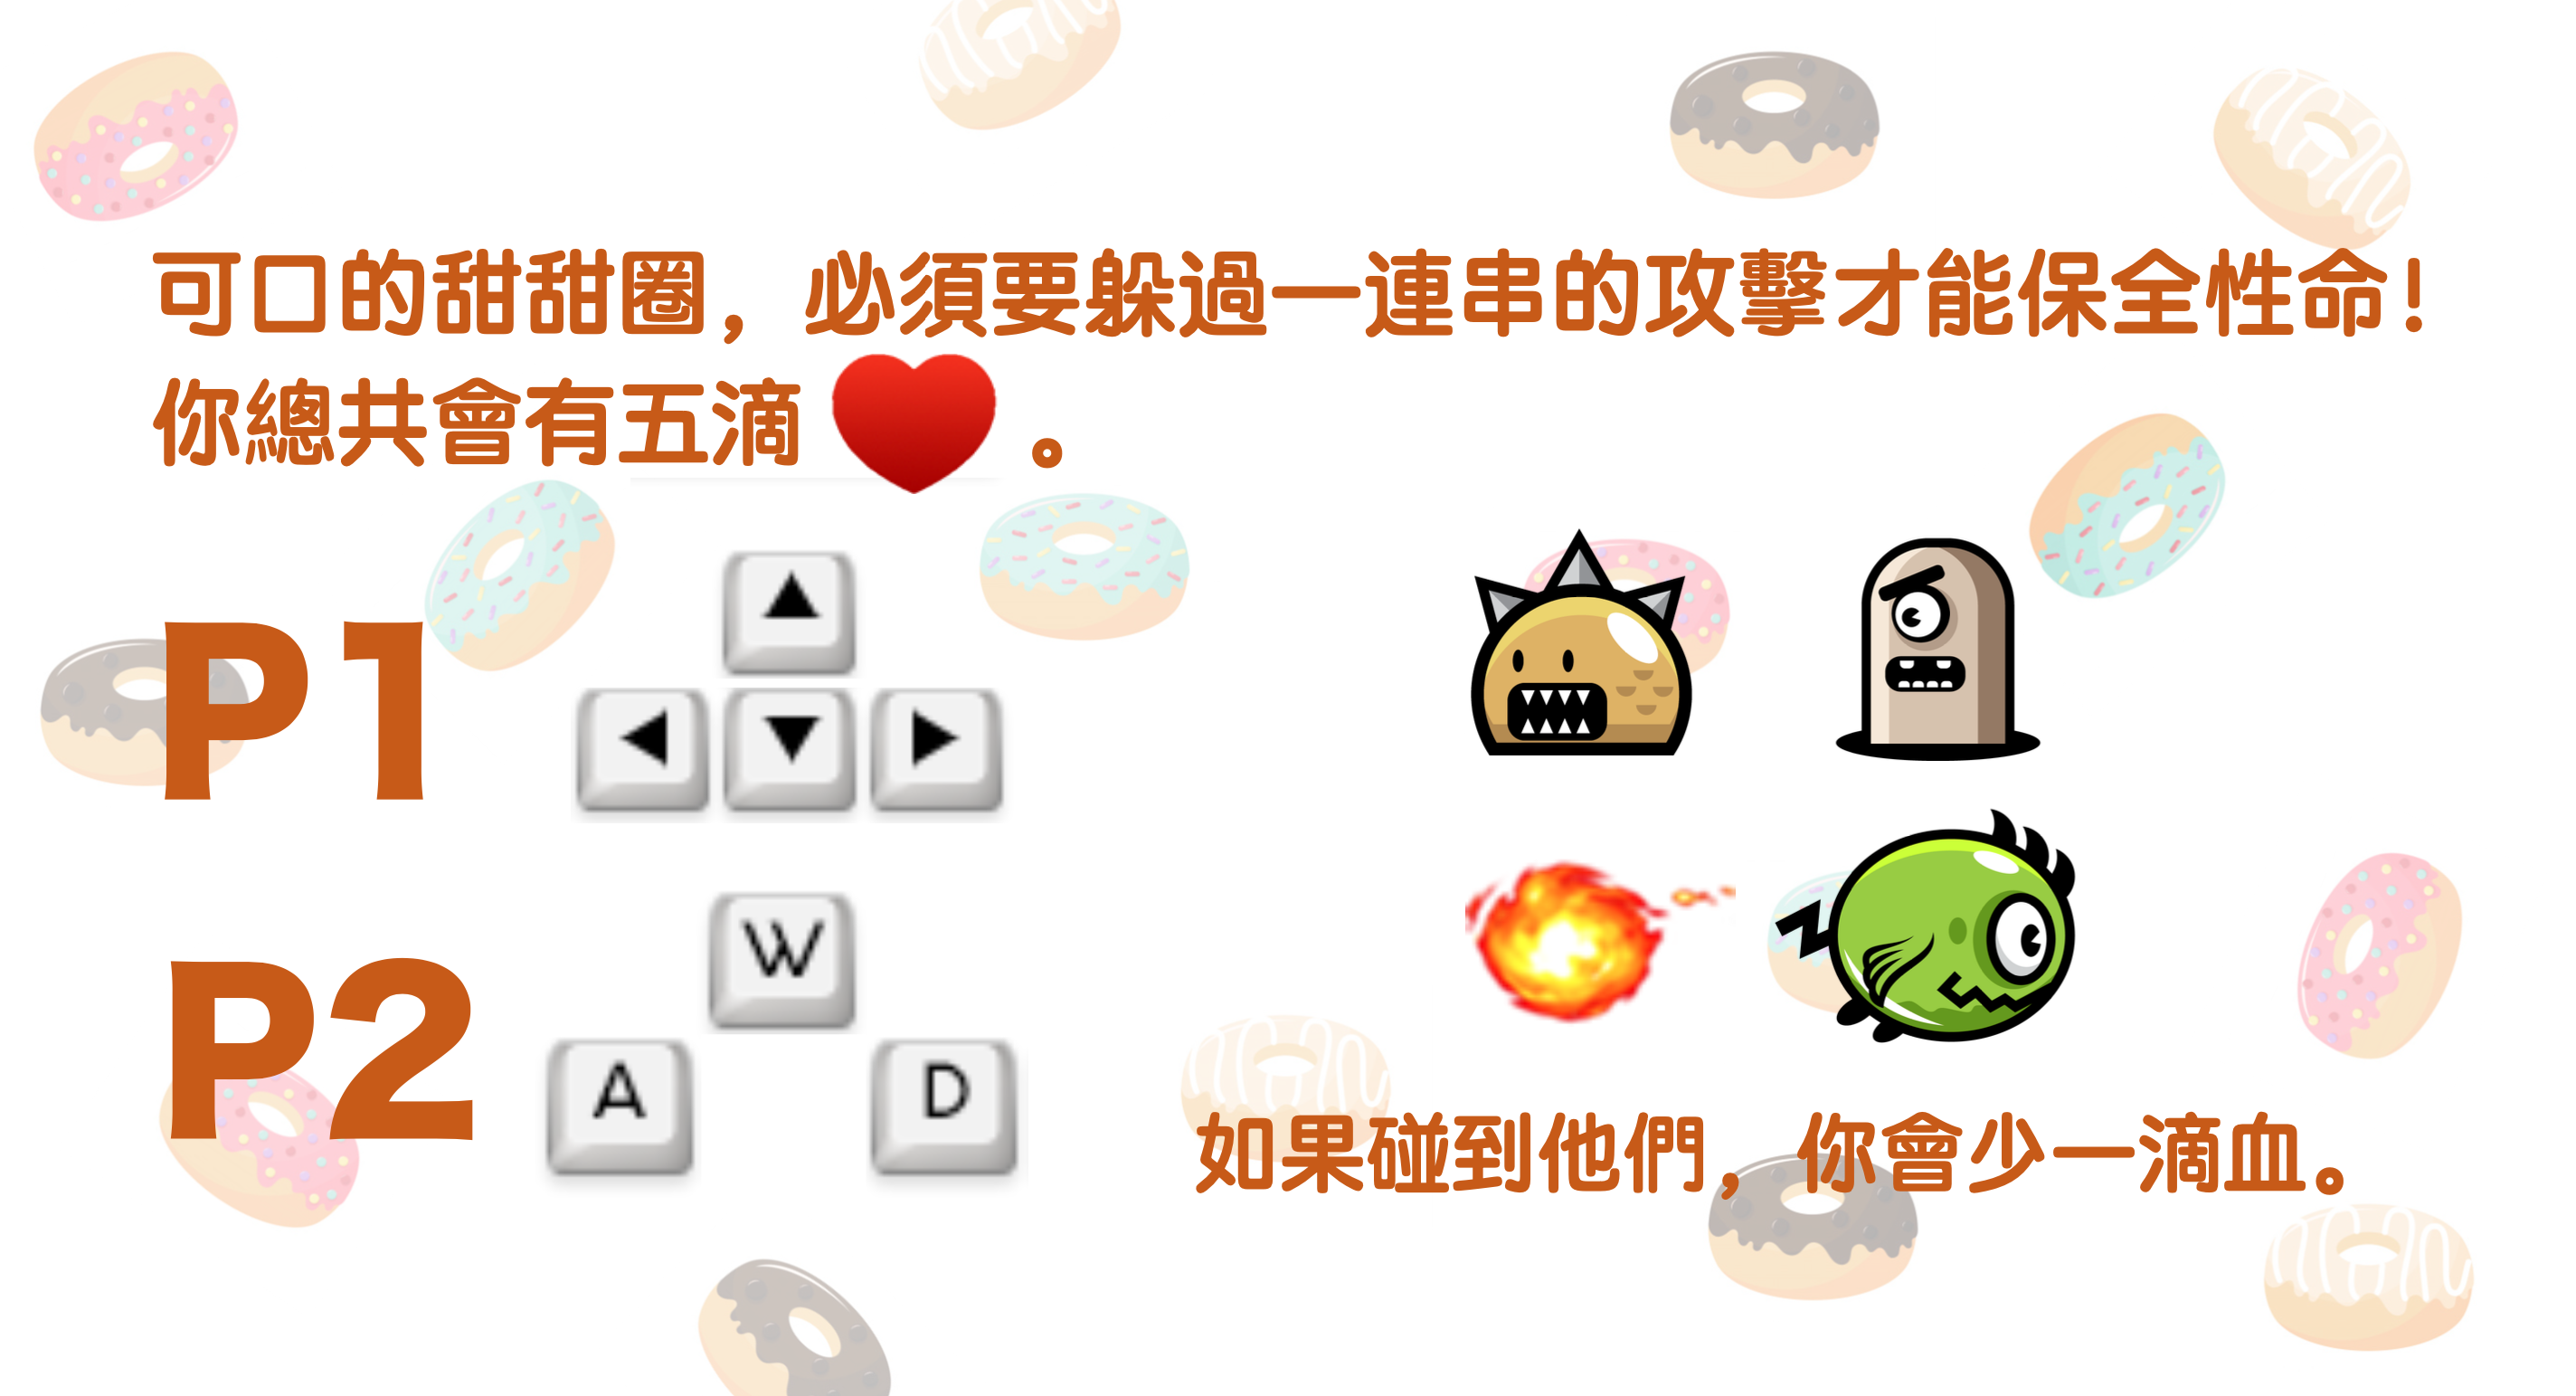 可口的甜甜圈，必須要躲過一連串的攻擊才能保全性命！
你總共會有五滴 。
P1
P2
W
A D
如果碰到他們，你會少一滴血。